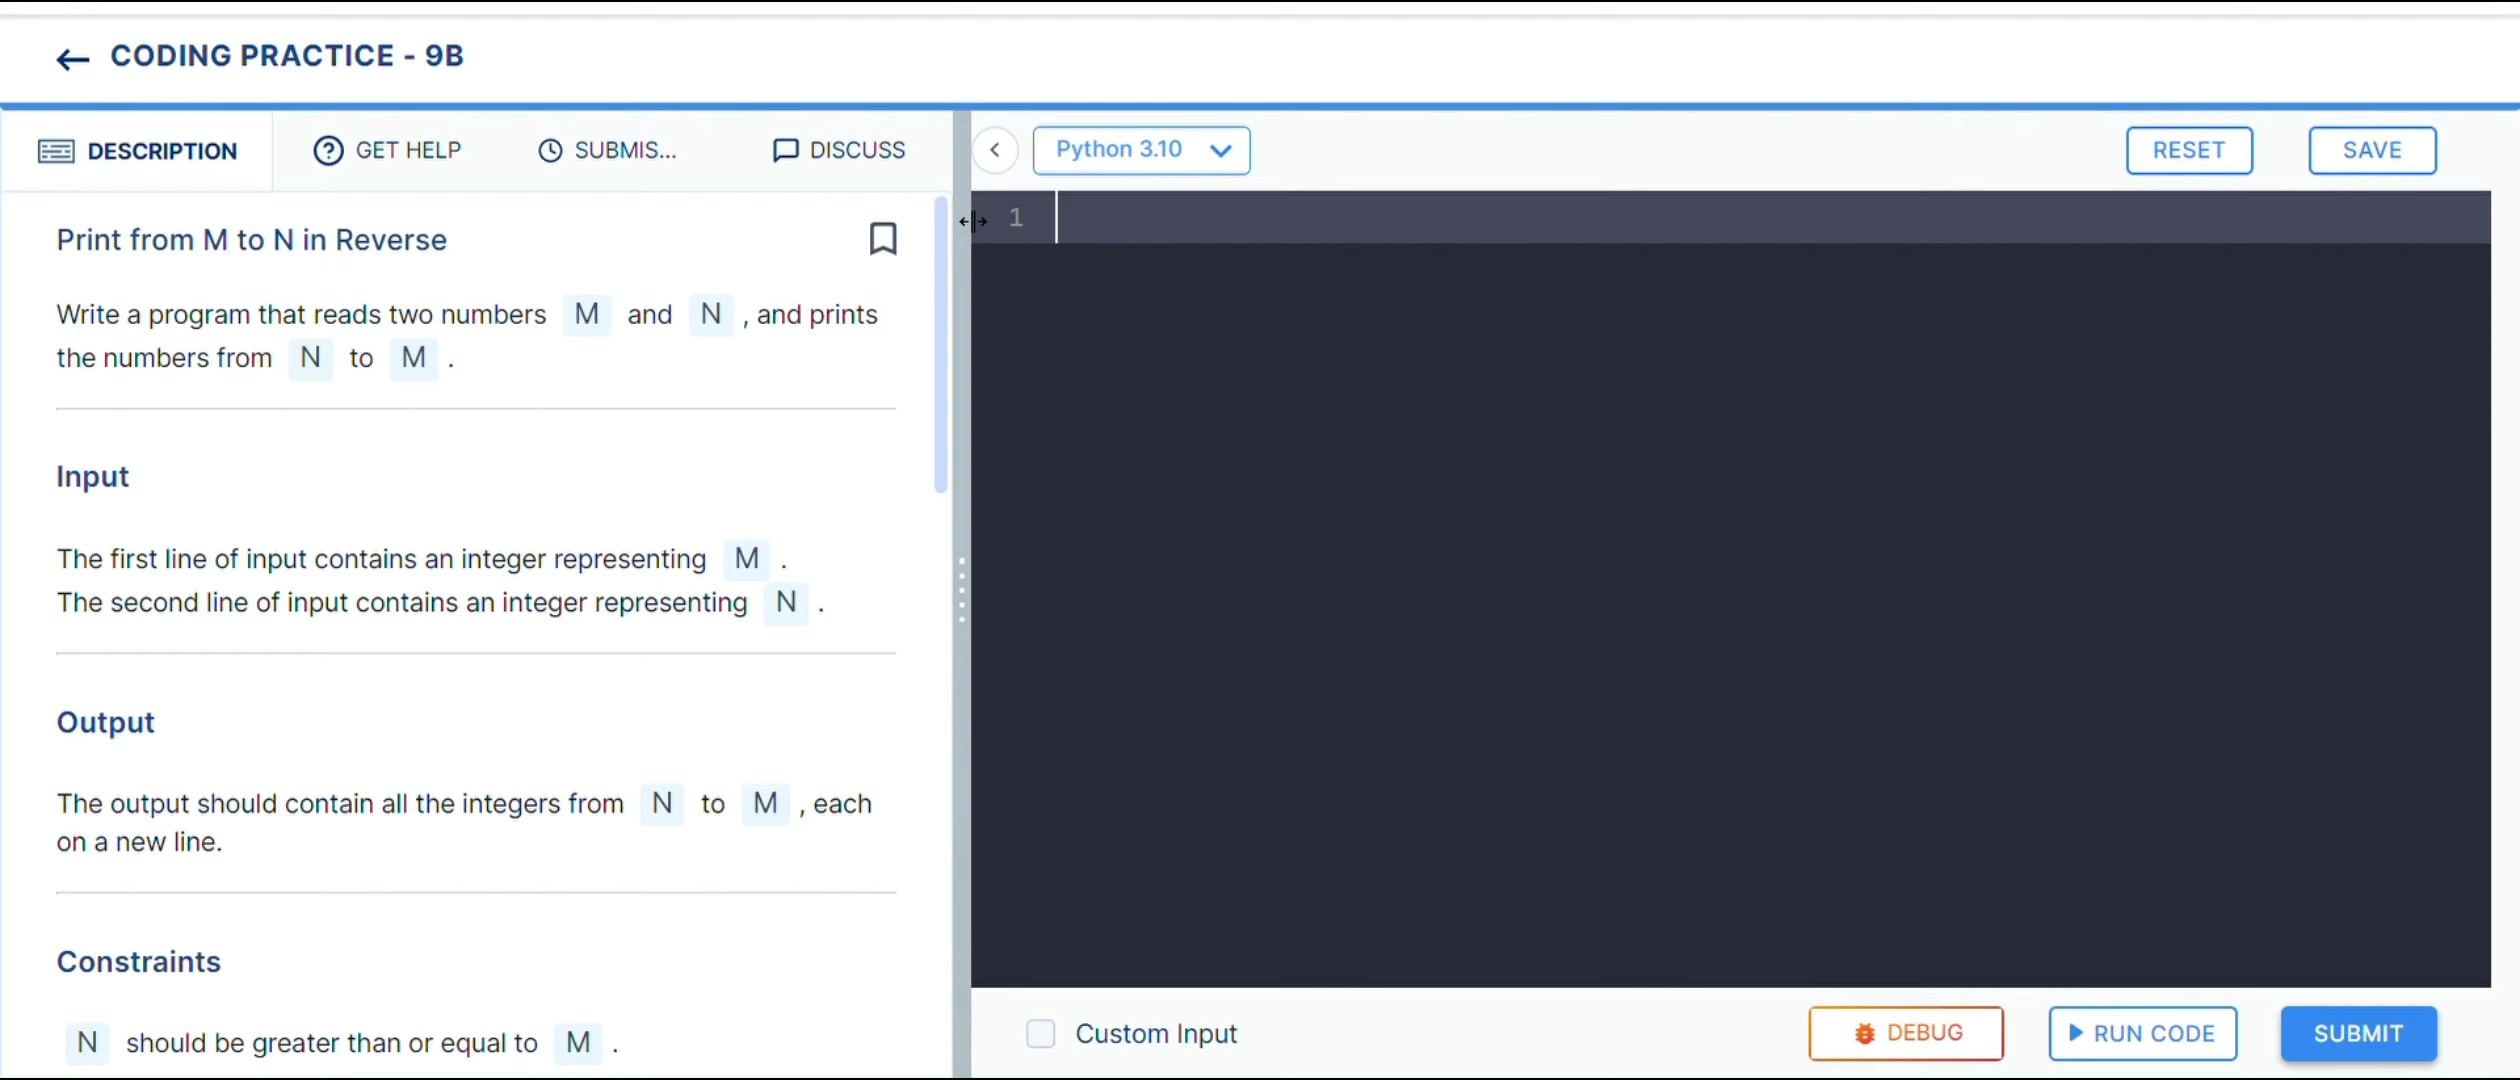 CODING PRACTICE - 9B
DESCRIPTION
GET HELP
SUBMIS...
DISCUSS
Python 3.10
RESET
SAVE
Print from M to N in Reverse
1
Write a program that reads two numbers M and N , and prints
the numbers from N to M .
Input
The first line of input contains an integer representing M .
The second line of input contains an integer representing N .
Output
The output should contain all the integers from N to M , each
on a new line.
Constraints
N should be greater than or equal to M .
Custom Input
DEBUG
RUN CODE
SUBMIT